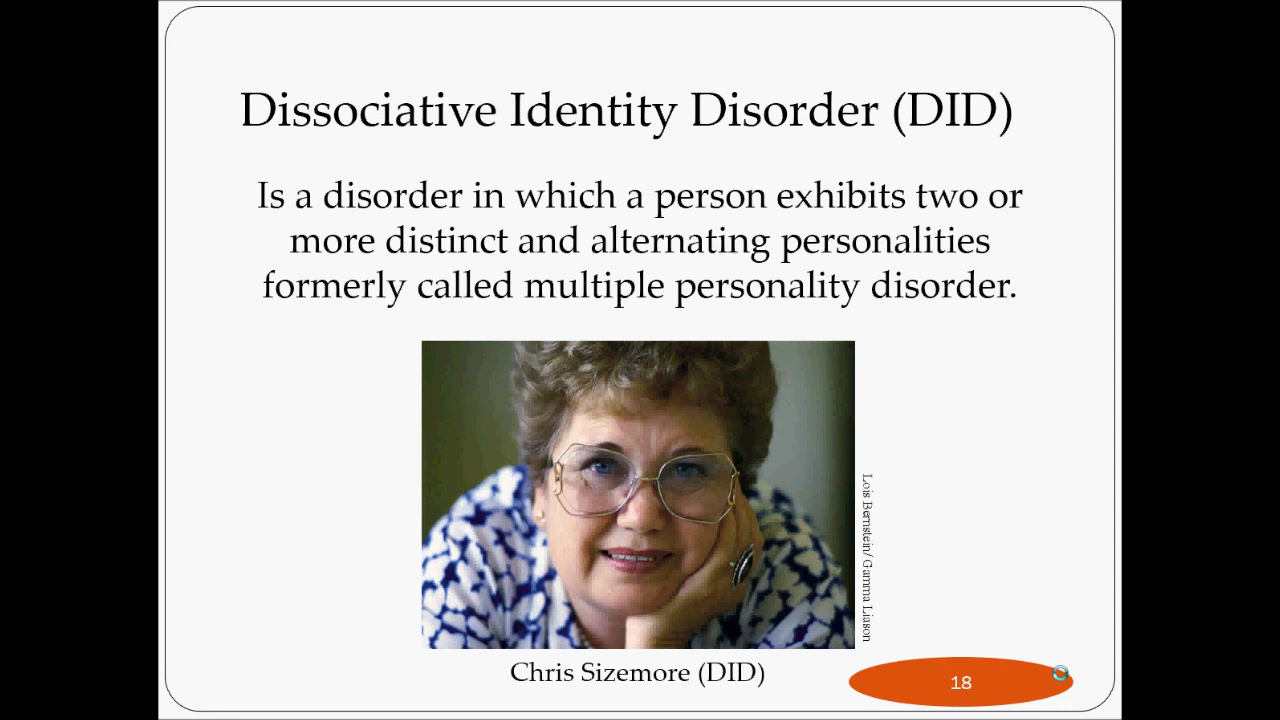 Dissociative Identity Disorder (DID)
Is a disorder in which a person exhibits two or
more distinct and alternating personalities
formerly called multiple personality disorder.
Lois Bernstein/ Gamma Liason
Chris Sizemore (DID)
18